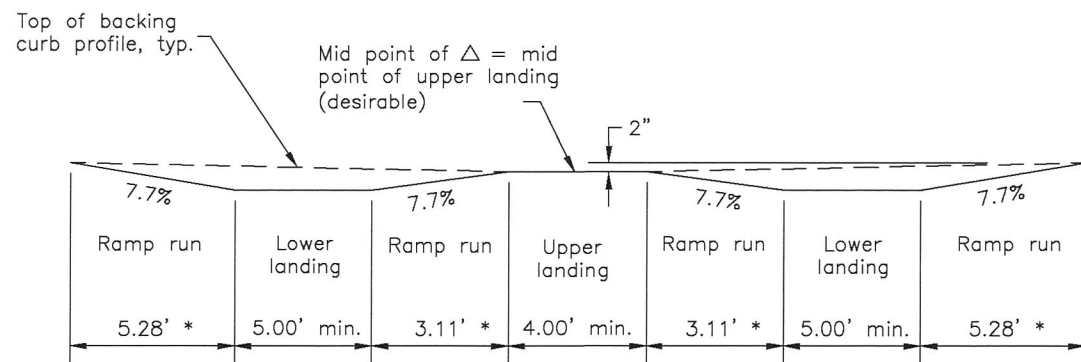 Top of backing
curb profile, typ.
Mid point of △ = mid
point of upper landing
(desirable)
2"
7.7%
7.7%
7.7%
7.7%
Ramp run
Lower
landing
Ramp run
Upper
landing
Ramp run
Lower
landing
Ramp run
5.28' *
5.00' min.
3.11' *
4.00' min.
3.11' *
5.00' min.
5.28' *